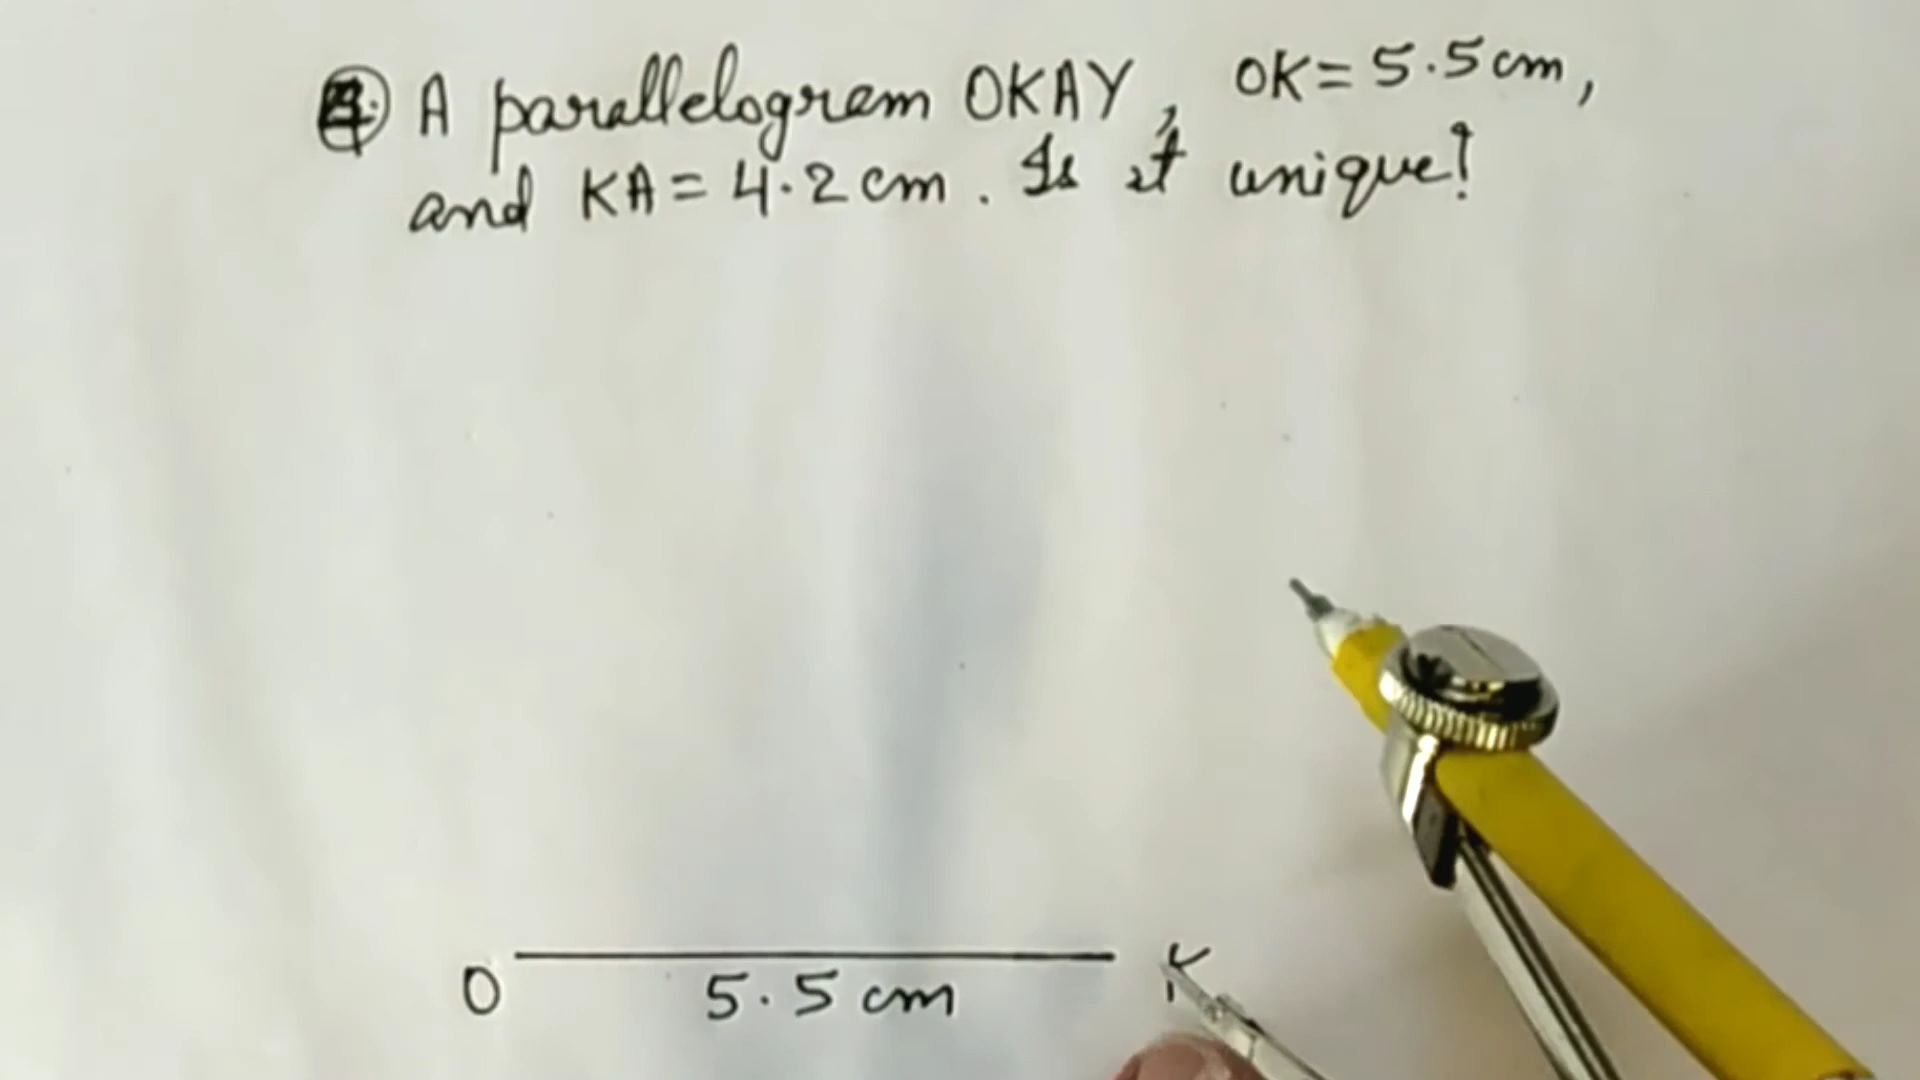 4. A parallelogram OKAY, OK = 5.5 cm,
and KA = 4.2 cm. Is it unique?
O 5.5 cm K